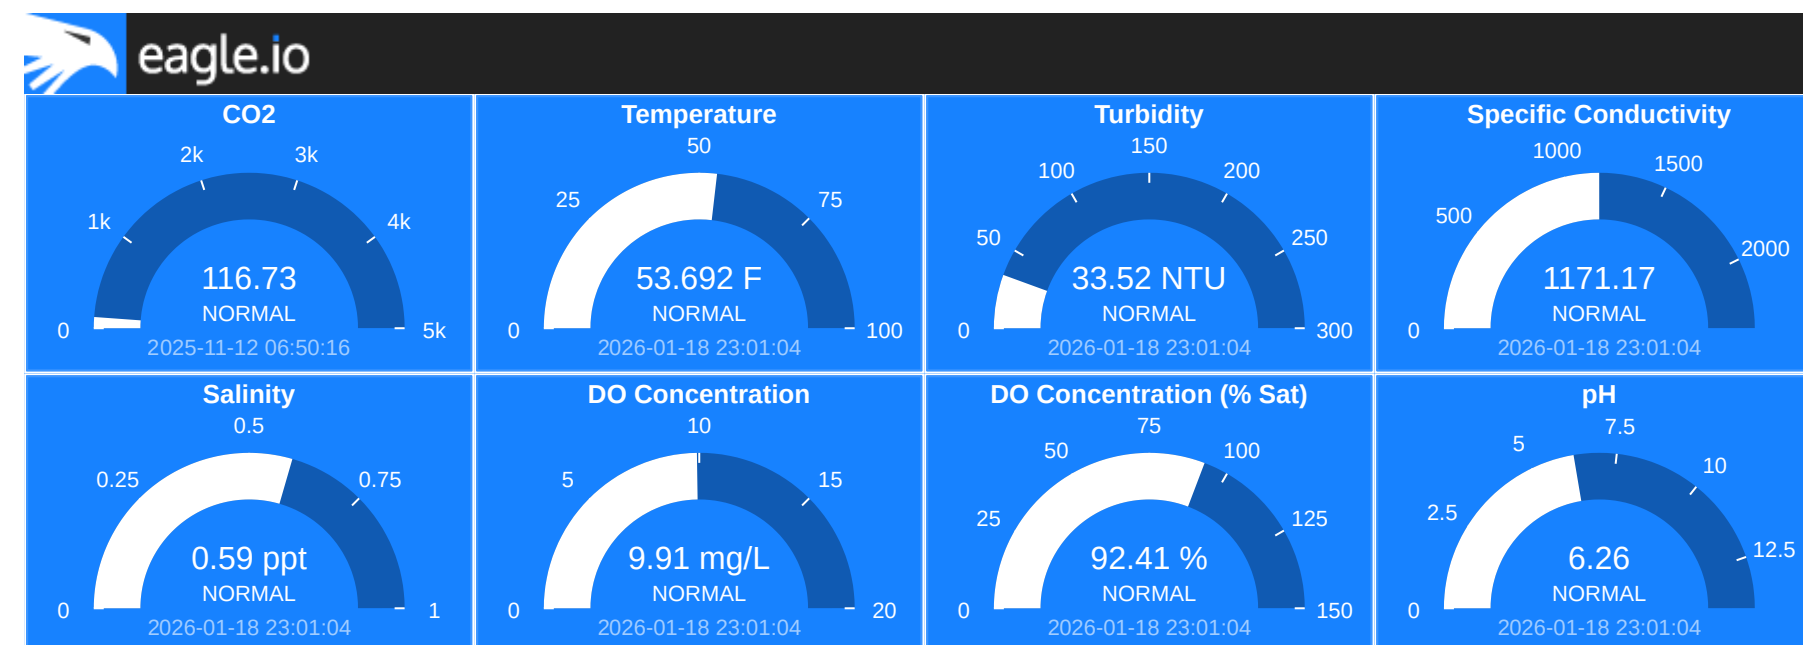 eagle.io
CO2
0
1k
2k
3k
4k
5k
116.73
NORMAL
2025-11-12 06:50:16
Temperature
0
25
50
75
100
53.692 F
NORMAL
2026-01-18 23:01:04
Turbidity
0
50
100
150
200
250
300
33.52 NTU
NORMAL
2026-01-18 23:01:04
Specific Conductivity
0
500
1000
1500
2000
1171.17
NORMAL
2026-01-18 23:01:04
Salinity
0
0.25
0.5
0.75
1
0.59 ppt
NORMAL
2026-01-18 23:01:04
DO Concentration
0
5
10
15
20
9.91 mg/L
NORMAL
2026-01-18 23:01:04
DO Concentration (% Sat)
0
25
50
75
100
125
150
92.41 %
NORMAL
2026-01-18 23:01:04
pH
0
2.5
5
7.5
10
12.5
6.26
NORMAL
2026-01-18 23:01:04